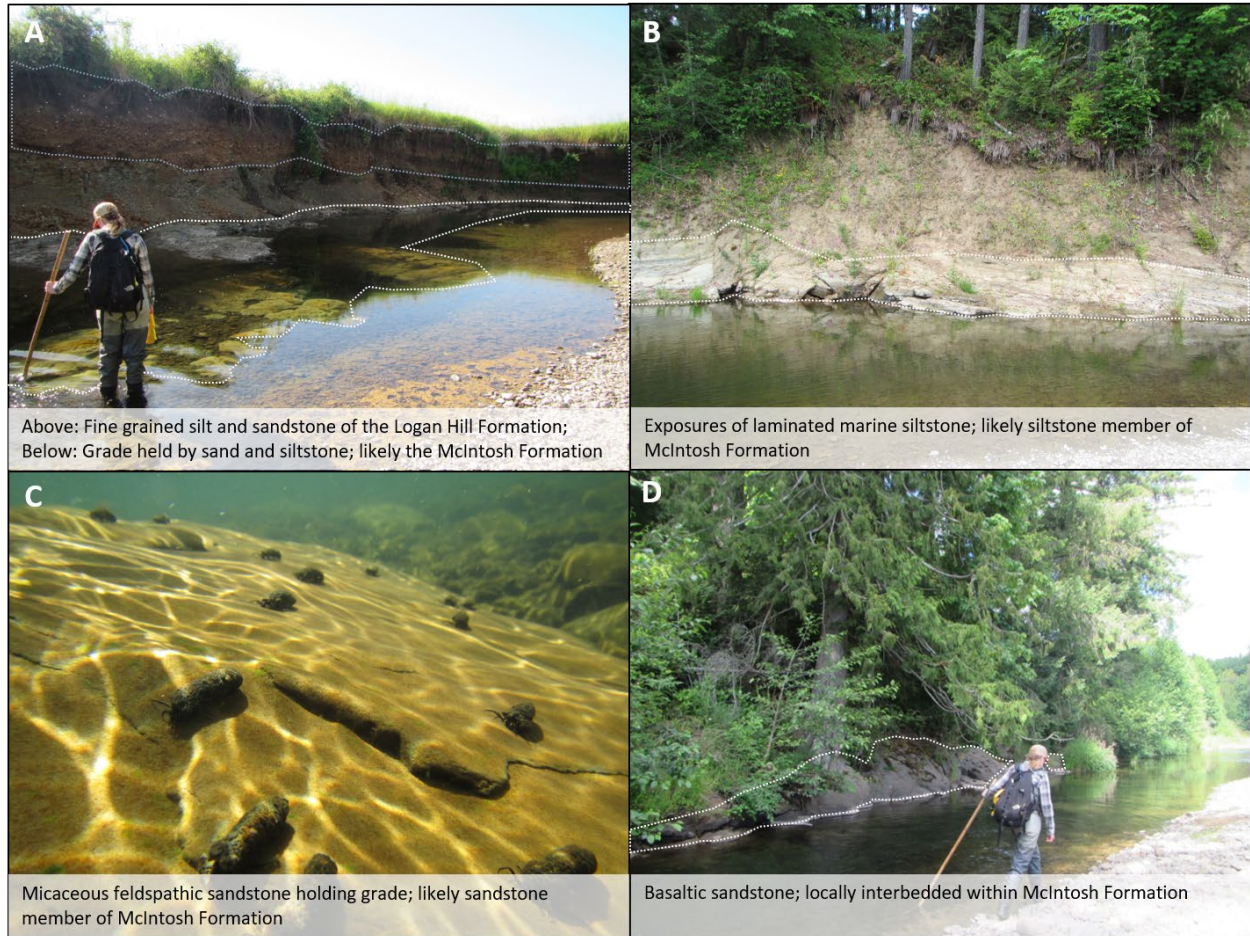 A
Above: Fine grained silt and sandstone of the Logan Hill Formation;
Below: Grade held by sand and siltstone; likely the McIntosh Formation
B
Exposures of laminated marine siltstone; likely siltstone member of
McIntosh Formation
C
Micaceous feldspathic sandstone holding grade; likely sandstone
member of McIntosh Formation
D
Basaltic sandstone; locally interbedded within McIntosh Formation